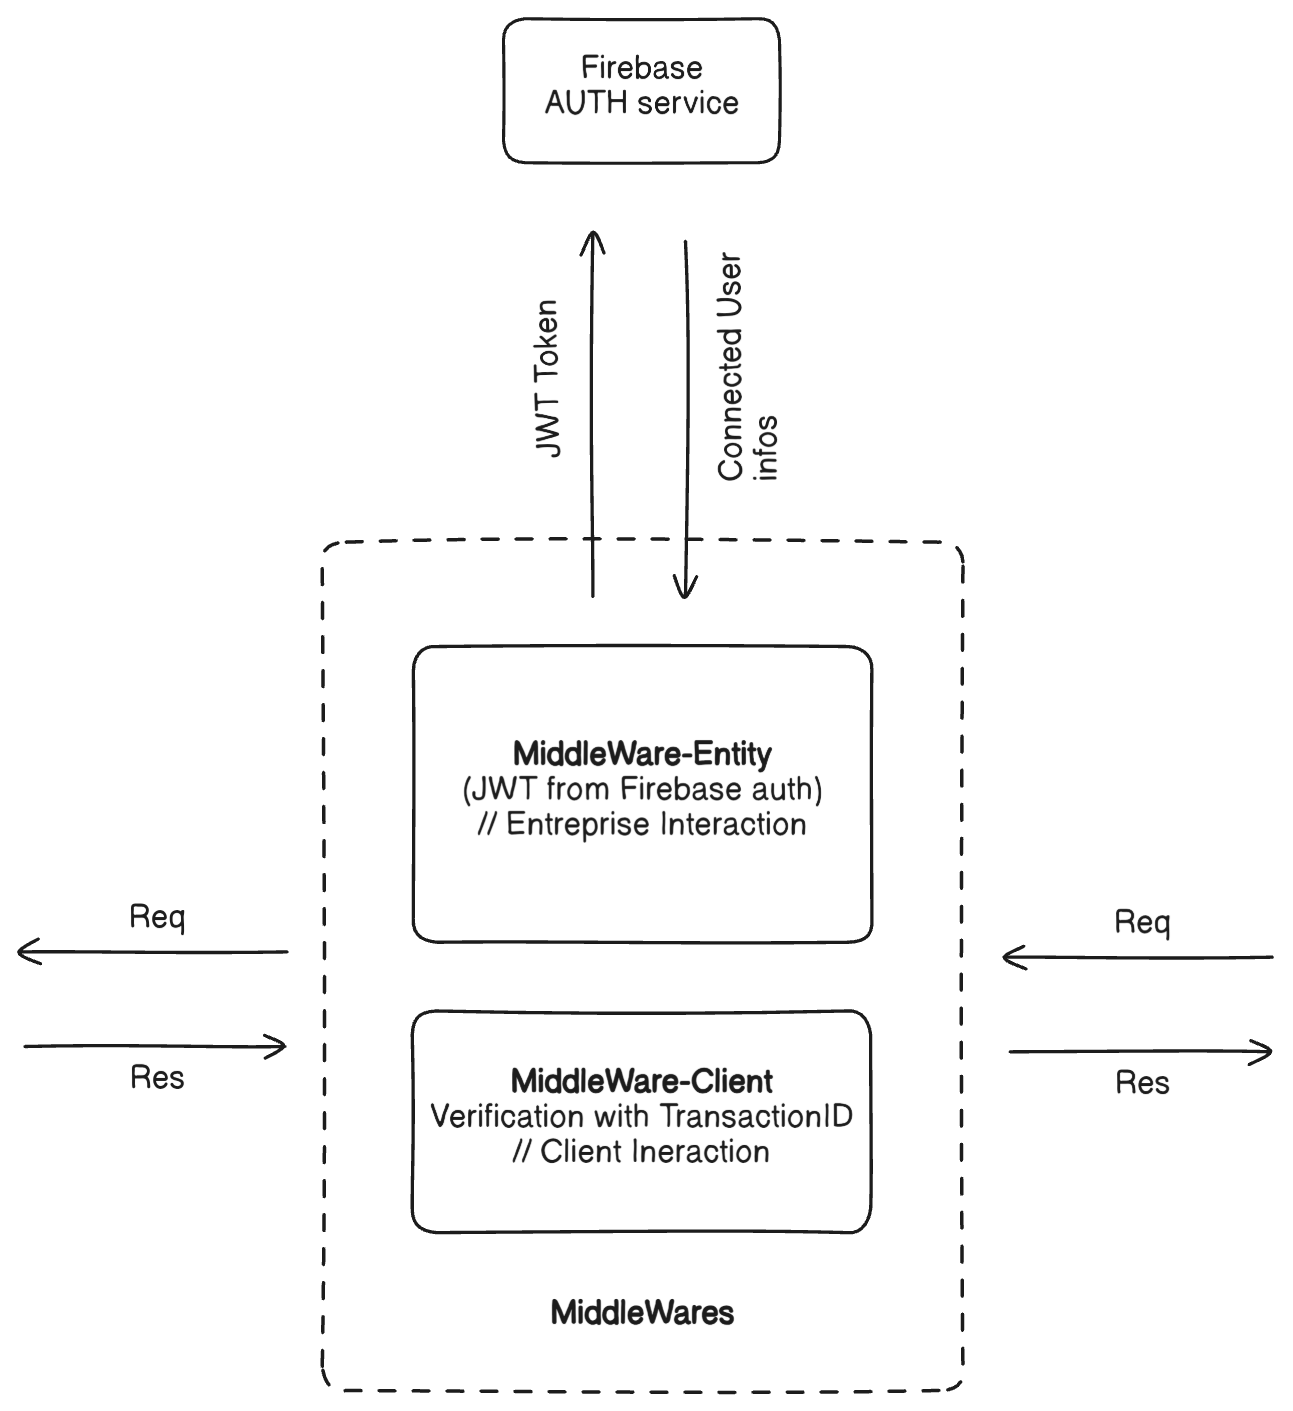 Firebase
AUTH service
JWT Token
Connected User
infos
MiddleWare-Entity
(JWT from Firebase auth)
// Entreprise Interaction
Req
Res
Req
Res
MiddleWare-Client
Verification with TransactionID
// Client Ineraction
MiddleWares